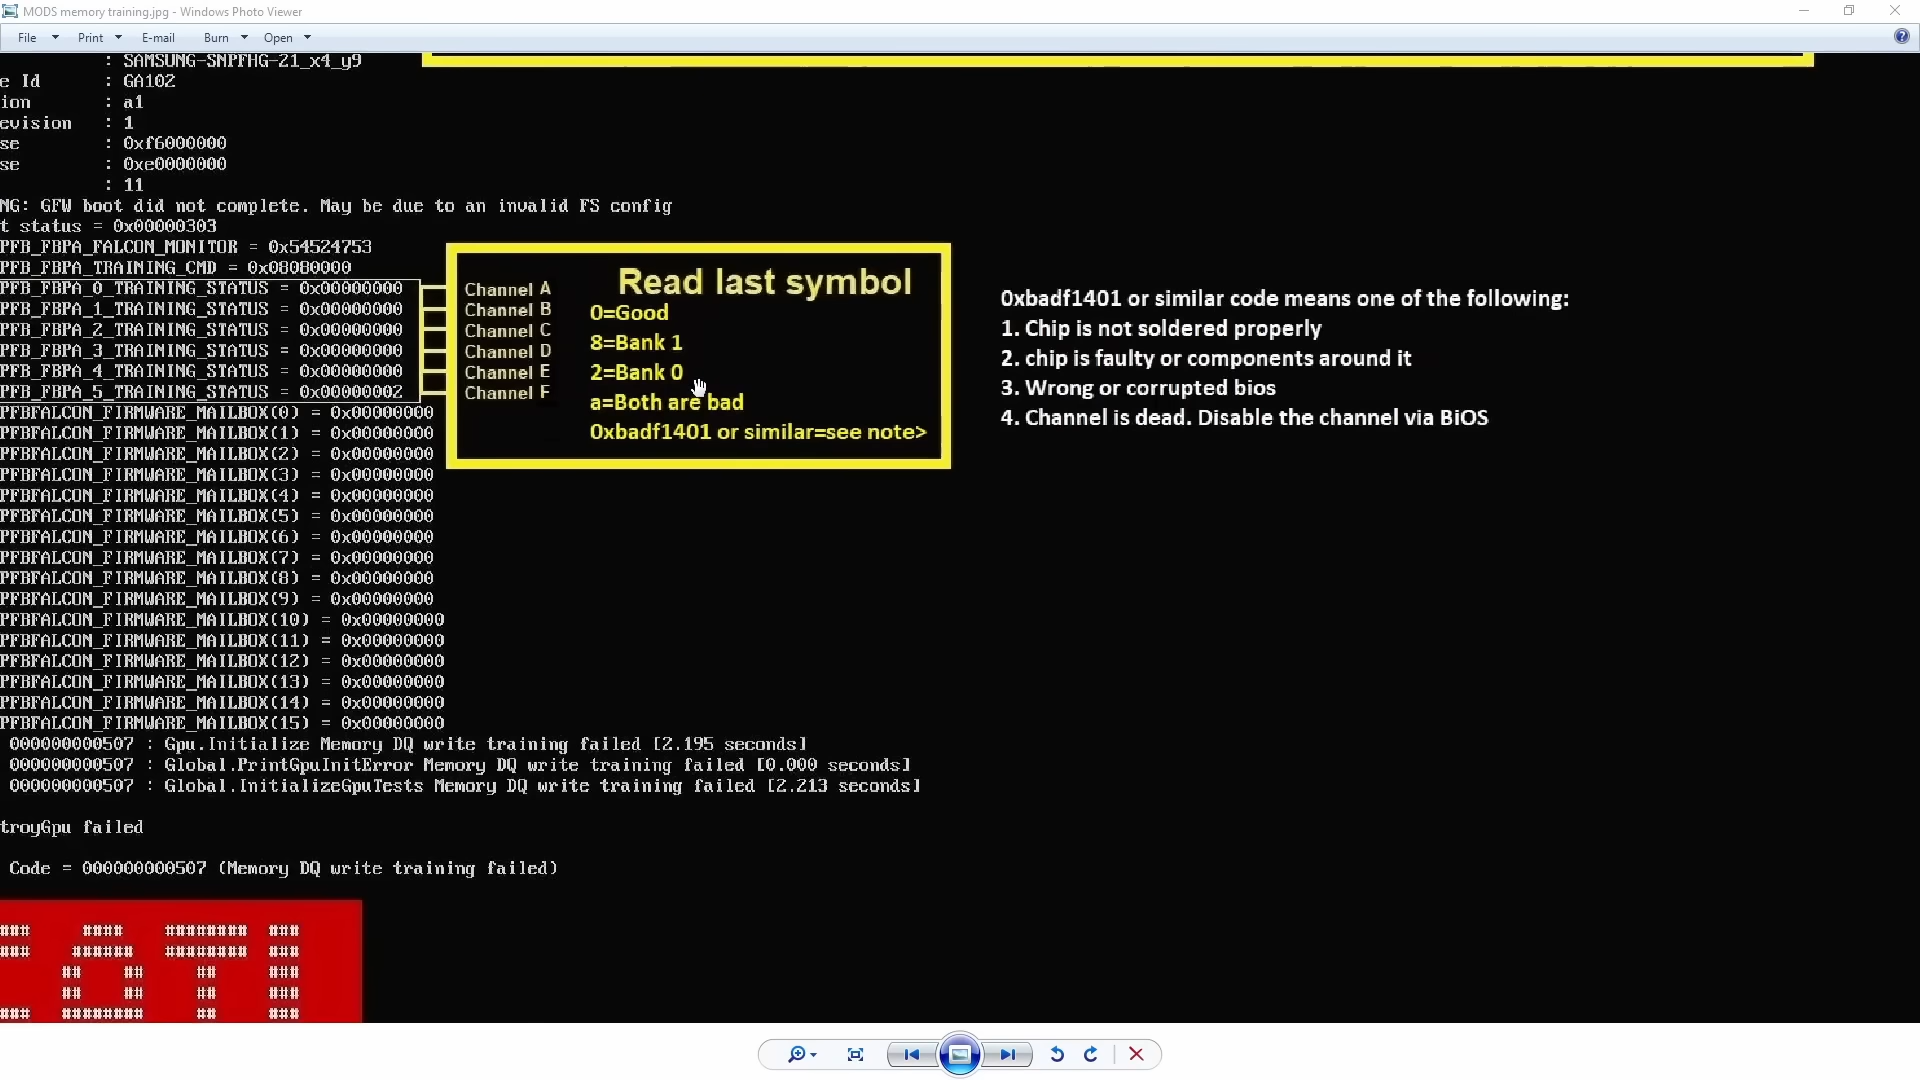 MODS memory training.jpg - Windows Photo Viewer
File Print E-mail Burn Open
: SAMSUNG-SNPFHG-21_x4_y9
e Id : GA102
ion : a1
evision : 1
se : 0xf6000000
se : 0xe0000000
: 11
NG: GFW boot did not complete. May be due to an invalid FS config
t status = 0x00000303
PFB_FBPA_FALCON_MONITOR = 0x54524753
PFB_FBPA_TRAINING_CMD = 0x08080000
PFB_FBPA_0_TRAINING_STATUS = 0x00000000
PFB_FBPA_1_TRAINING_STATUS = 0x00000000
PFB_FBPA_2_TRAINING_STATUS = 0x00000000
PFB_FBPA_3_TRAINING_STATUS = 0x00000000
PFB_FBPA_4_TRAINING_STATUS = 0x00000000
PFB_FBPA_5_TRAINING_STATUS = 0x00000002
PFBFALCON_FIRMWARE_MAILBOX(0) = 0x00000000
PFBFALCON_FIRMWARE_MAILBOX(1) = 0x00000000
PFBFALCON_FIRMWARE_MAILBOX(2) = 0x00000000
PFBFALCON_FIRMWARE_MAILBOX(3) = 0x00000000
PFBFALCON_FIRMWARE_MAILBOX(4) = 0x00000000
PFBFALCON_FIRMWARE_MAILBOX(5) = 0x00000000
PFBFALCON_FIRMWARE_MAILBOX(6) = 0x00000000
PFBFALCON_FIRMWARE_MAILBOX(7) = 0x00000000
PFBFALCON_FIRMWARE_MAILBOX(8) = 0x00000000
PFBFALCON_FIRMWARE_MAILBOX(9) = 0x00000000
PFBFALCON_FIRMWARE_MAILBOX(10) = 0x00000000
PFBFALCON_FIRMWARE_MAILBOX(11) = 0x00000000
PFBFALCON_FIRMWARE_MAILBOX(12) = 0x00000000
PFBFALCON_FIRMWARE_MAILBOX(13) = 0x00000000
PFBFALCON_FIRMWARE_MAILBOX(14) = 0x00000000
PFBFALCON_FIRMWARE_MAILBOX(15) = 0x00000000
000000000507 : Gpu.Initialize Memory DQ write training failed [2.195 seconds]
000000000507 : Global.PrintGpuInitError Memory DQ write training failed [0.000 seconds]
000000000507 : Global.InitializeGpuTests Memory DQ write training failed [2.213 seconds]
troyGpu failed
Code = 000000000507 (Memory DQ write training failed)
Channel A
Channel B
Channel C
Channel D
Channel E
Channel F
Read last symbol
0=Good
8=Bank 1
2=Bank 0
a=Both are bad
0xbadf1401 or similar=see note>
0xbadf1401 or similar code means one of the following:
1. Chip is not soldered properly
2. chip is faulty or components around it
3. Wrong or corrupted bios
4. Channel is dead. Disable the channel via BiOS
### #### ######## ###
### ###### ######## ###
## ## ## ###
## ## ## ###
### ######## ## ###